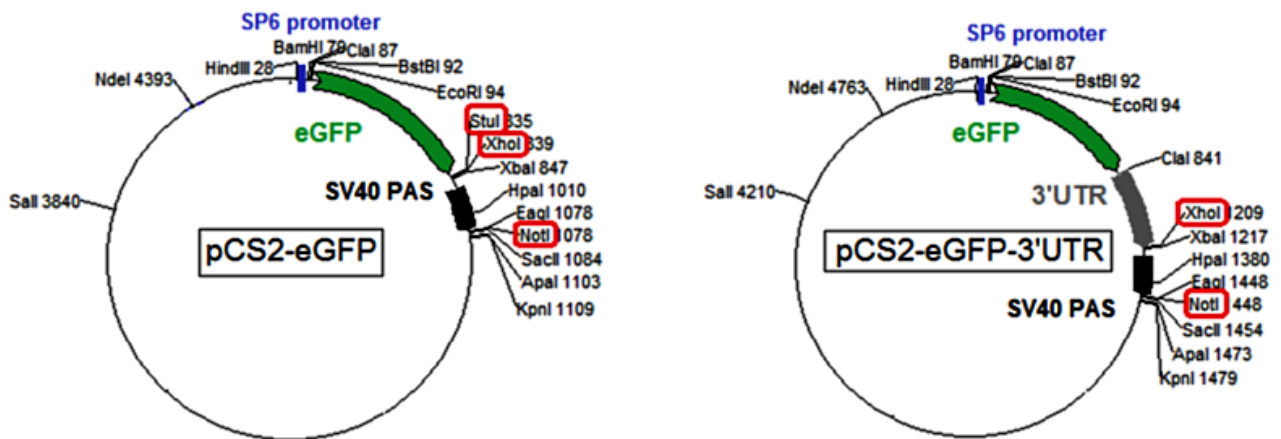 SP6 promoter
BamHI 79
ClaI 87
HindIII 28
BstBI 92
NdeI 4393
EcoRI 94
eGFP
StuI 835
XhoI 839
XbaI 847
SV40 PAS
HpaI 1010
SalI 3840
EagI 1078
pCS2-eGFP
NotI 1078
SacII 1084
ApaI 1103
KpnI 1109
SP6 promoter
BamHI 79
ClaI 87
HindIII 28
BstBI 92
NdeI 4763
EcoRI 94
eGFP
ClaI 841
3'UTR
SalI 4210
XhoI 1209
XbaI 1217
pCS2-eGFP-3'UTR
HpaI 1380
EagI 1448
SV40 PAS
NotI 448
SacII 1454
ApaI 1473
KpnI 1479